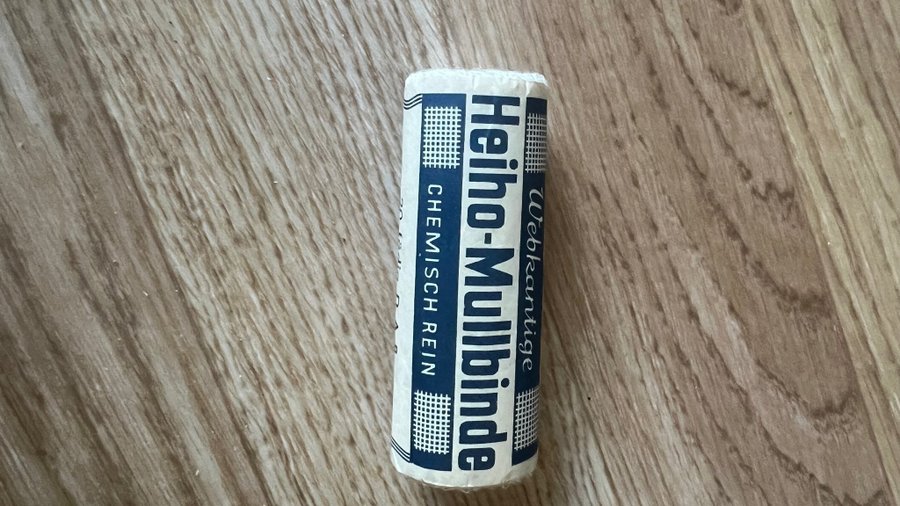 Webkantige
Heiho-Mullbinde
CHEMISCH REIN